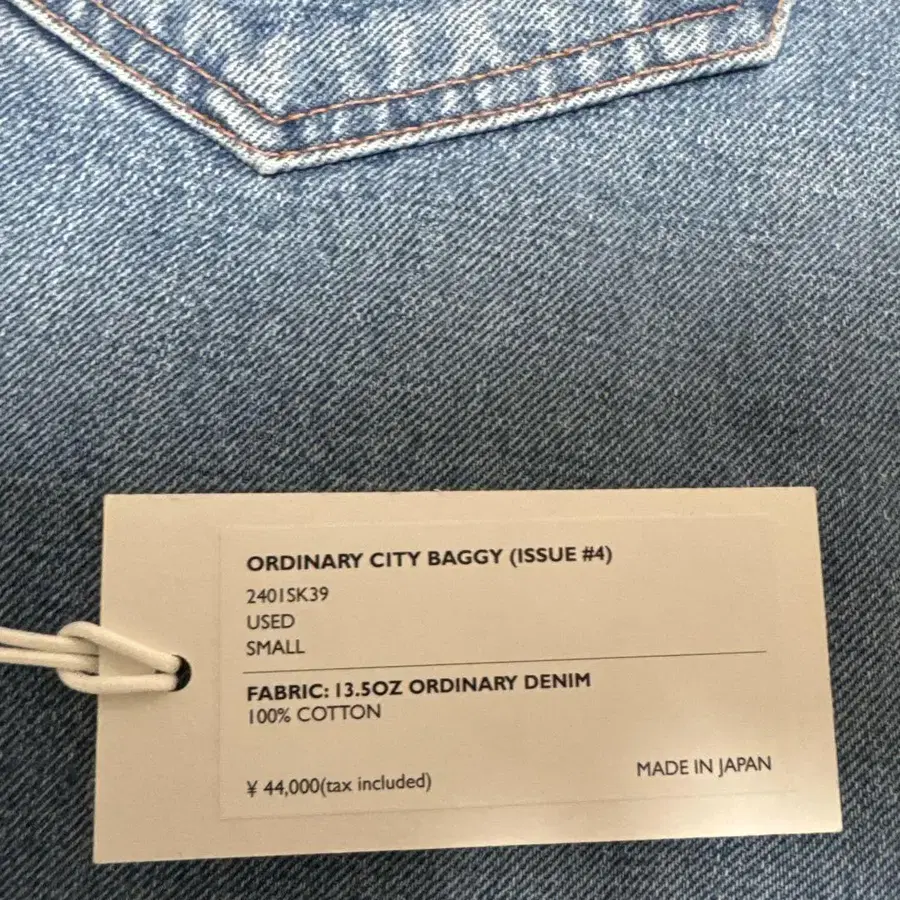 ORDINARY CITY BAGGY (ISSUE #4)
2401SK39
USED
SMALL
FABRIC: 13.5OZ ORDINARY DENIM
100% COTTON
¥ 44,000(tax included)
MADE IN JAPAN